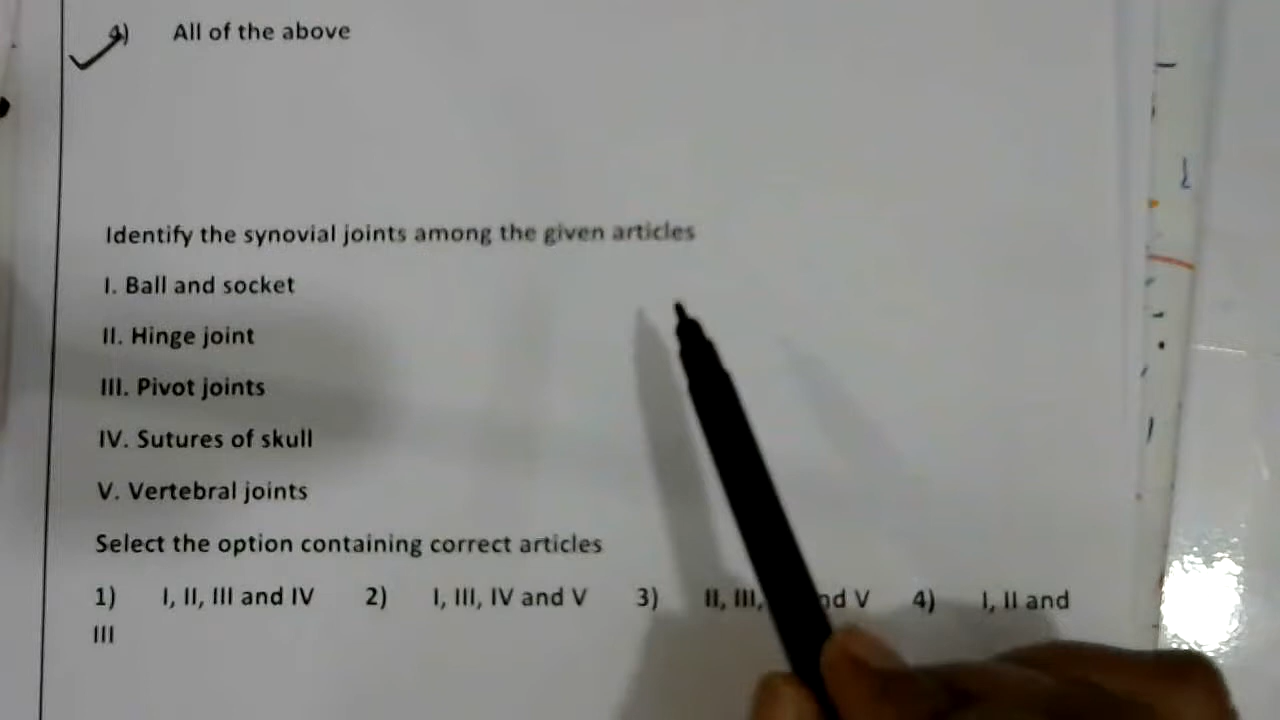 4) All of the above
Identify the synovial joints among the given articles
I. Ball and socket
II. Hinge joint
III. Pivot joints
IV. Sutures of skull
V. Vertebral joints
Select the option containing correct articles
1) I, II, III and IV 2) I, III, IV and V 3) II, III, nd V 4) I, II and
III